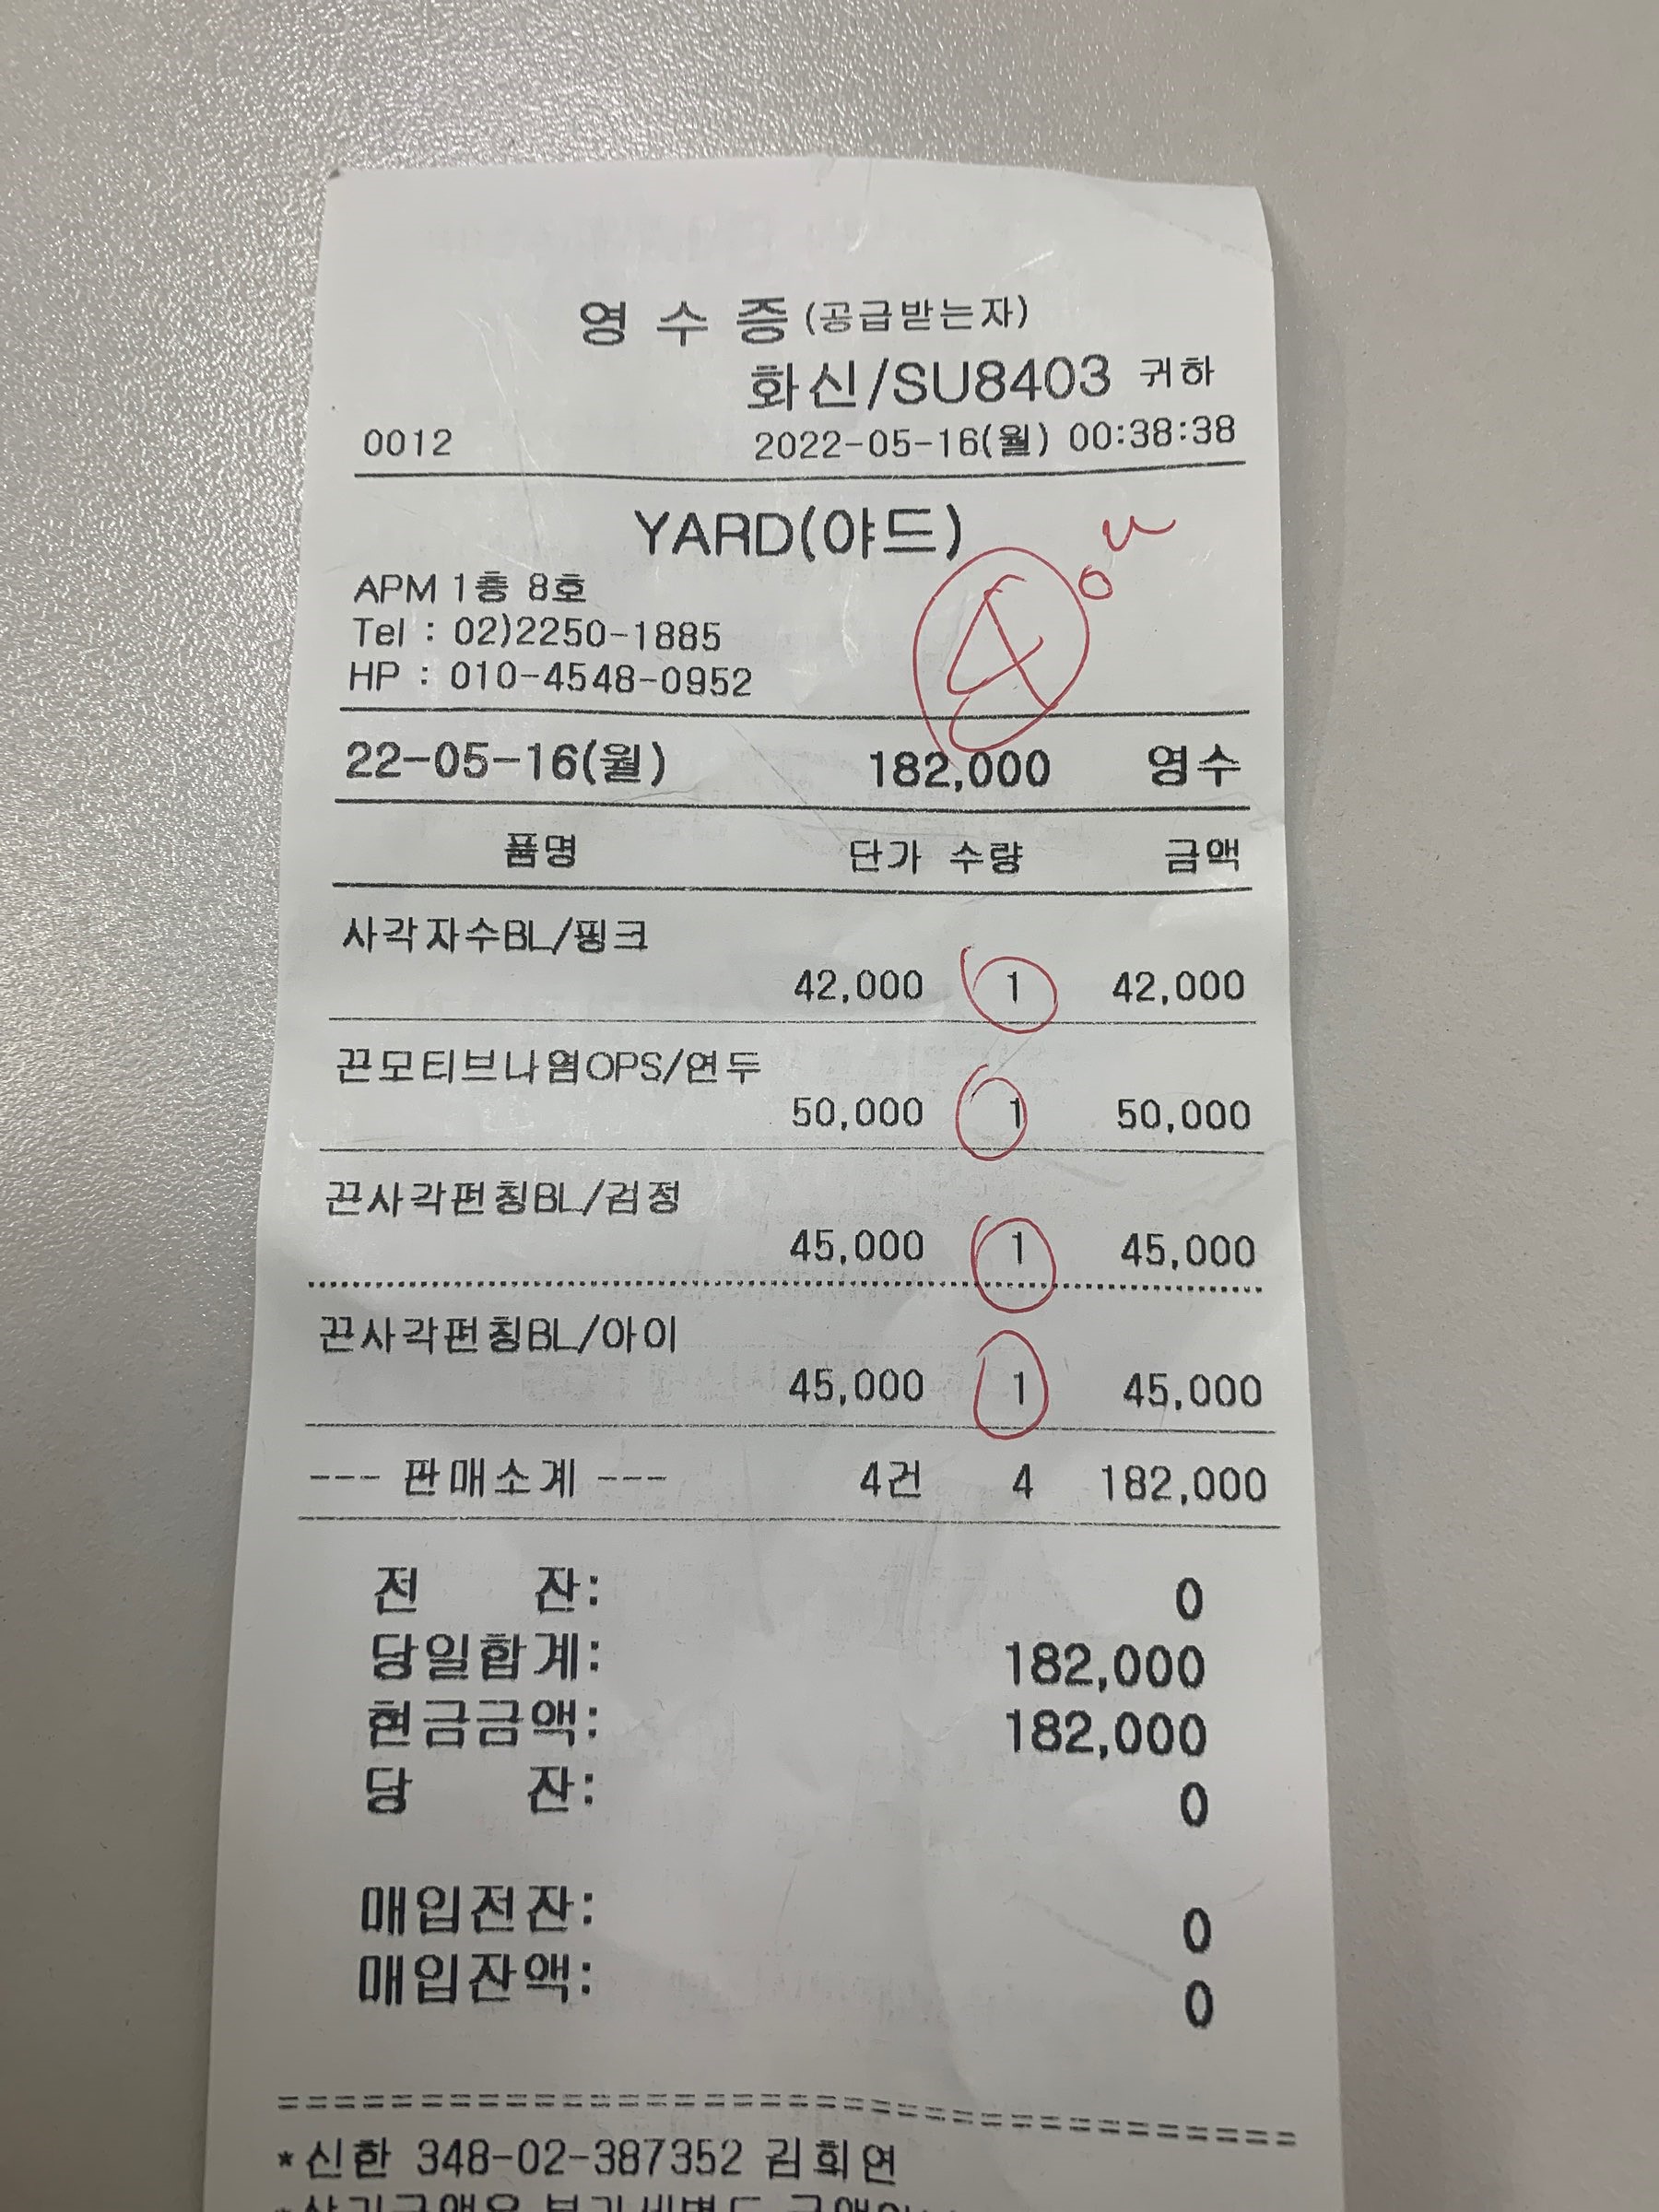 영 수 증 (공급받는자)
화신/SU8403 귀하
0012 2022-05-16(월) 00:38:38
YARD(야드)
APM 1층 8호
Tel : 02)2250-1885
HP : 010-4548-0952
22-05-16(월) 182,000 영수
품명 단가 수량 금액
사각자수BL/핑크
42,000 1 42,000
끈모티브나염OPS/연두
50,000 1 50,000
끈사각펀칭BL/검정
45,000 1 45,000
끈사각펀칭BL/아이
45,000 1 45,000
--- 판매소계 --- 4건 4 182,000
전 잔: 0
당일합계: 182,000
현금금액: 182,000
당 잔: 0
매입전잔: 0
매입잔액: 0
*신한 348-02-387352 김희연